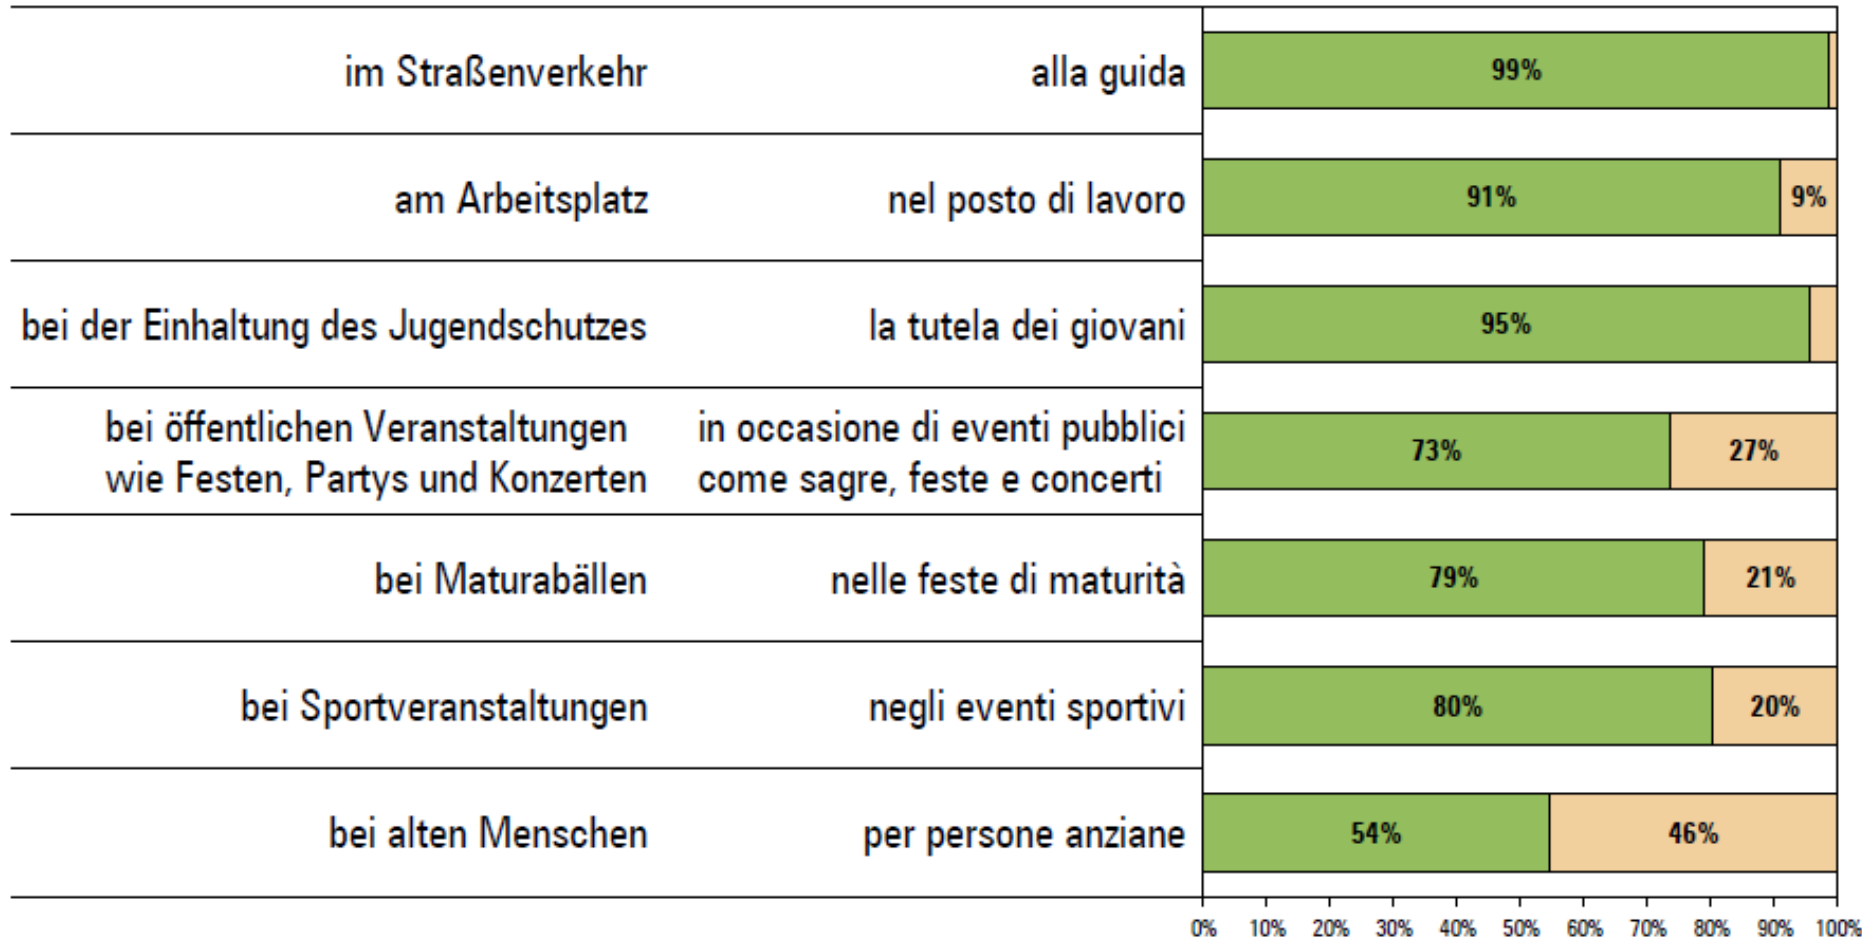 im Straßenverkehr alla guida 99%
am Arbeitsplatz nel posto di lavoro 91% 9%
bei der Einhaltung des Jugendschutzes la tutela dei giovani 95%
bei öffentlichen Veranstaltungen in occasione di eventi pubblici
wie Festen, Partys und Konzerten come sagre, feste e concerti
73% 27%
bei Maturabällen nelle feste di maturità 79% 21%
bei Sportveranstaltungen negli eventi sportivi 80% 20%
bei alten Menschen per persone anziane 54% 46%
0% 10% 20% 30% 40% 50% 60% 70% 80% 90% 100%